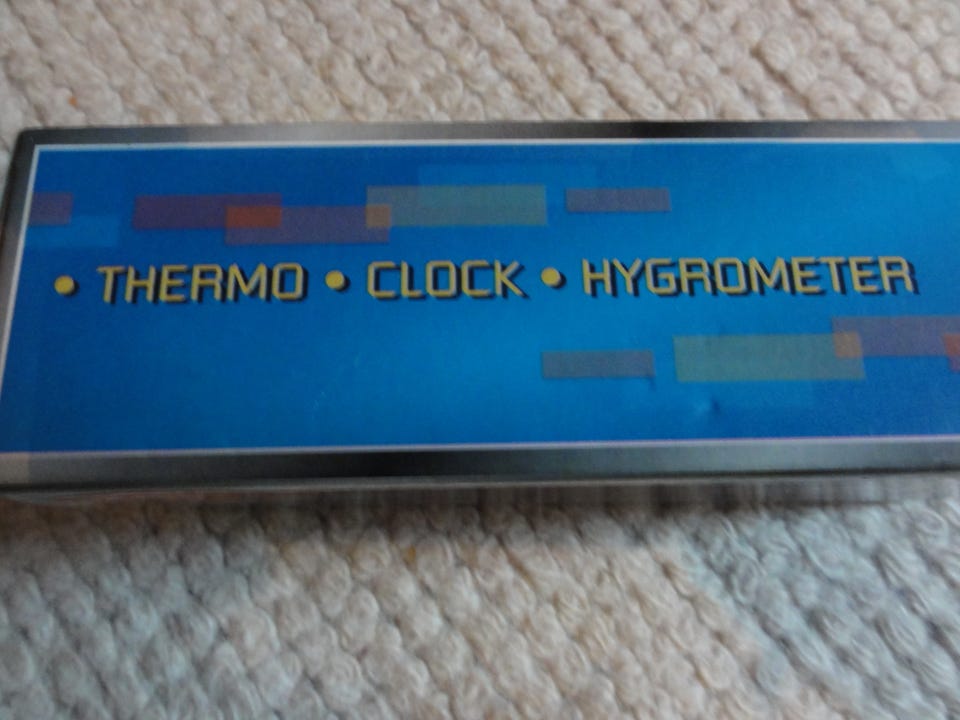 • THERMO • CLOCK • HYGROMETER